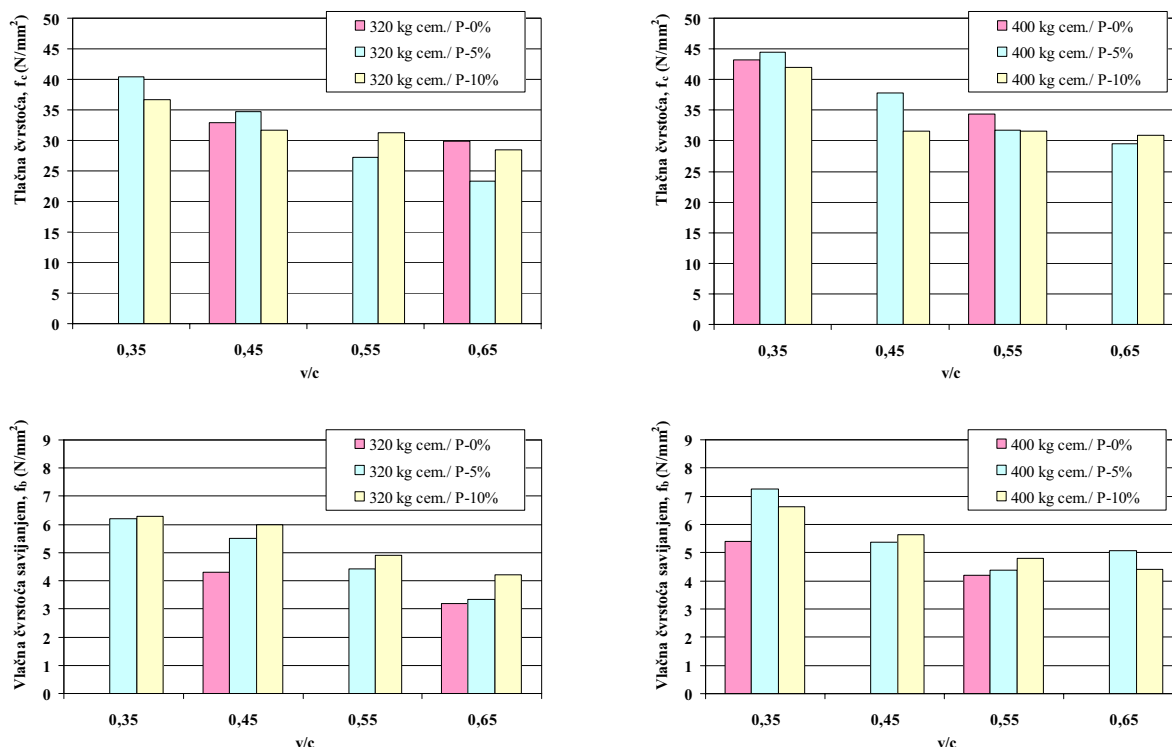 Tlačna čvrstoća, f_c (N/mm²)
50
45
40
35
30
25
20
15
10
5
0
320 kg cem./ P-0%
320 kg cem./ P-5%
320 kg cem./ P-10%
0,35 0,45 0,55 0,65
v/c
Tlačna čvrstoća, f_c (N/mm²)
50
45
40
35
30
25
20
15
10
5
0
400 kg cem./ P-0%
400 kg cem./ P-5%
400 kg cem./ P-10%
0,35 0,45 0,55 0,65
v/c
Vlačna čvrstoća savijanjem, f_b (N/mm²)
9
8
7
6
5
4
3
2
1
0
320 kg cem./ P-0%
320 kg cem./ P-5%
320 kg cem./ P-10%
0,35 0,45 0,55 0,65
v/c
Vlačna čvrstoća savijanjem, f_b (N/mm²)
9
8
7
6
5
4
3
2
1
0
400 kg cem./ P-0%
400 kg cem./ P-5%
400 kg cem./ P-10%
0,35 0,45 0,55 0,65
v/c